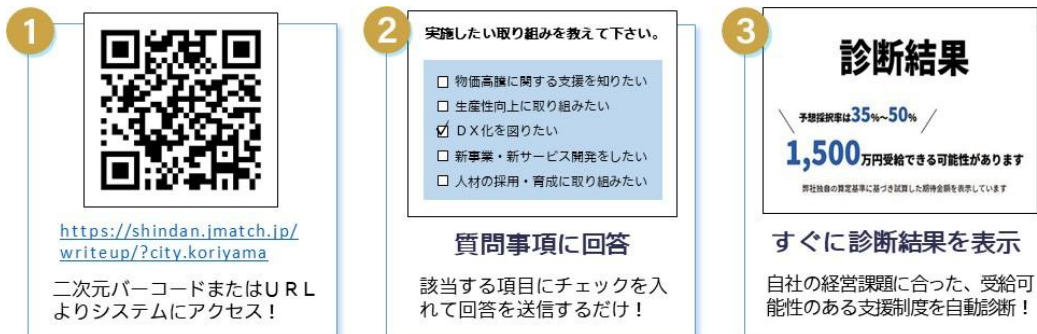 1
https://shindan.jmatch.jp/
writeup/?city.koriyama
二次元バーコードまたはURL
よりシステムにアクセス！
2
実施したい取り組みを教えて下さい。
□ 物価高騰に関する支援を知りたい
□ 生産性向上に取り組みたい
☑ DX化を図りたい
□ 新事業・新サービス開発をしたい
□ 人材の採用・育成に取り組みたい
質問事項に回答
該当する項目にチェックを入
れて回答を送信するだけ！
3
診断結果
予想採択率は35%～50%
1,500万円受給できる可能性があります
弊社独自の算定基準に基づき試算した期待金額を表示しています
すぐに診断結果を表示
自社の経営課題に合った、受給可
能性のある支援制度を自動診断！